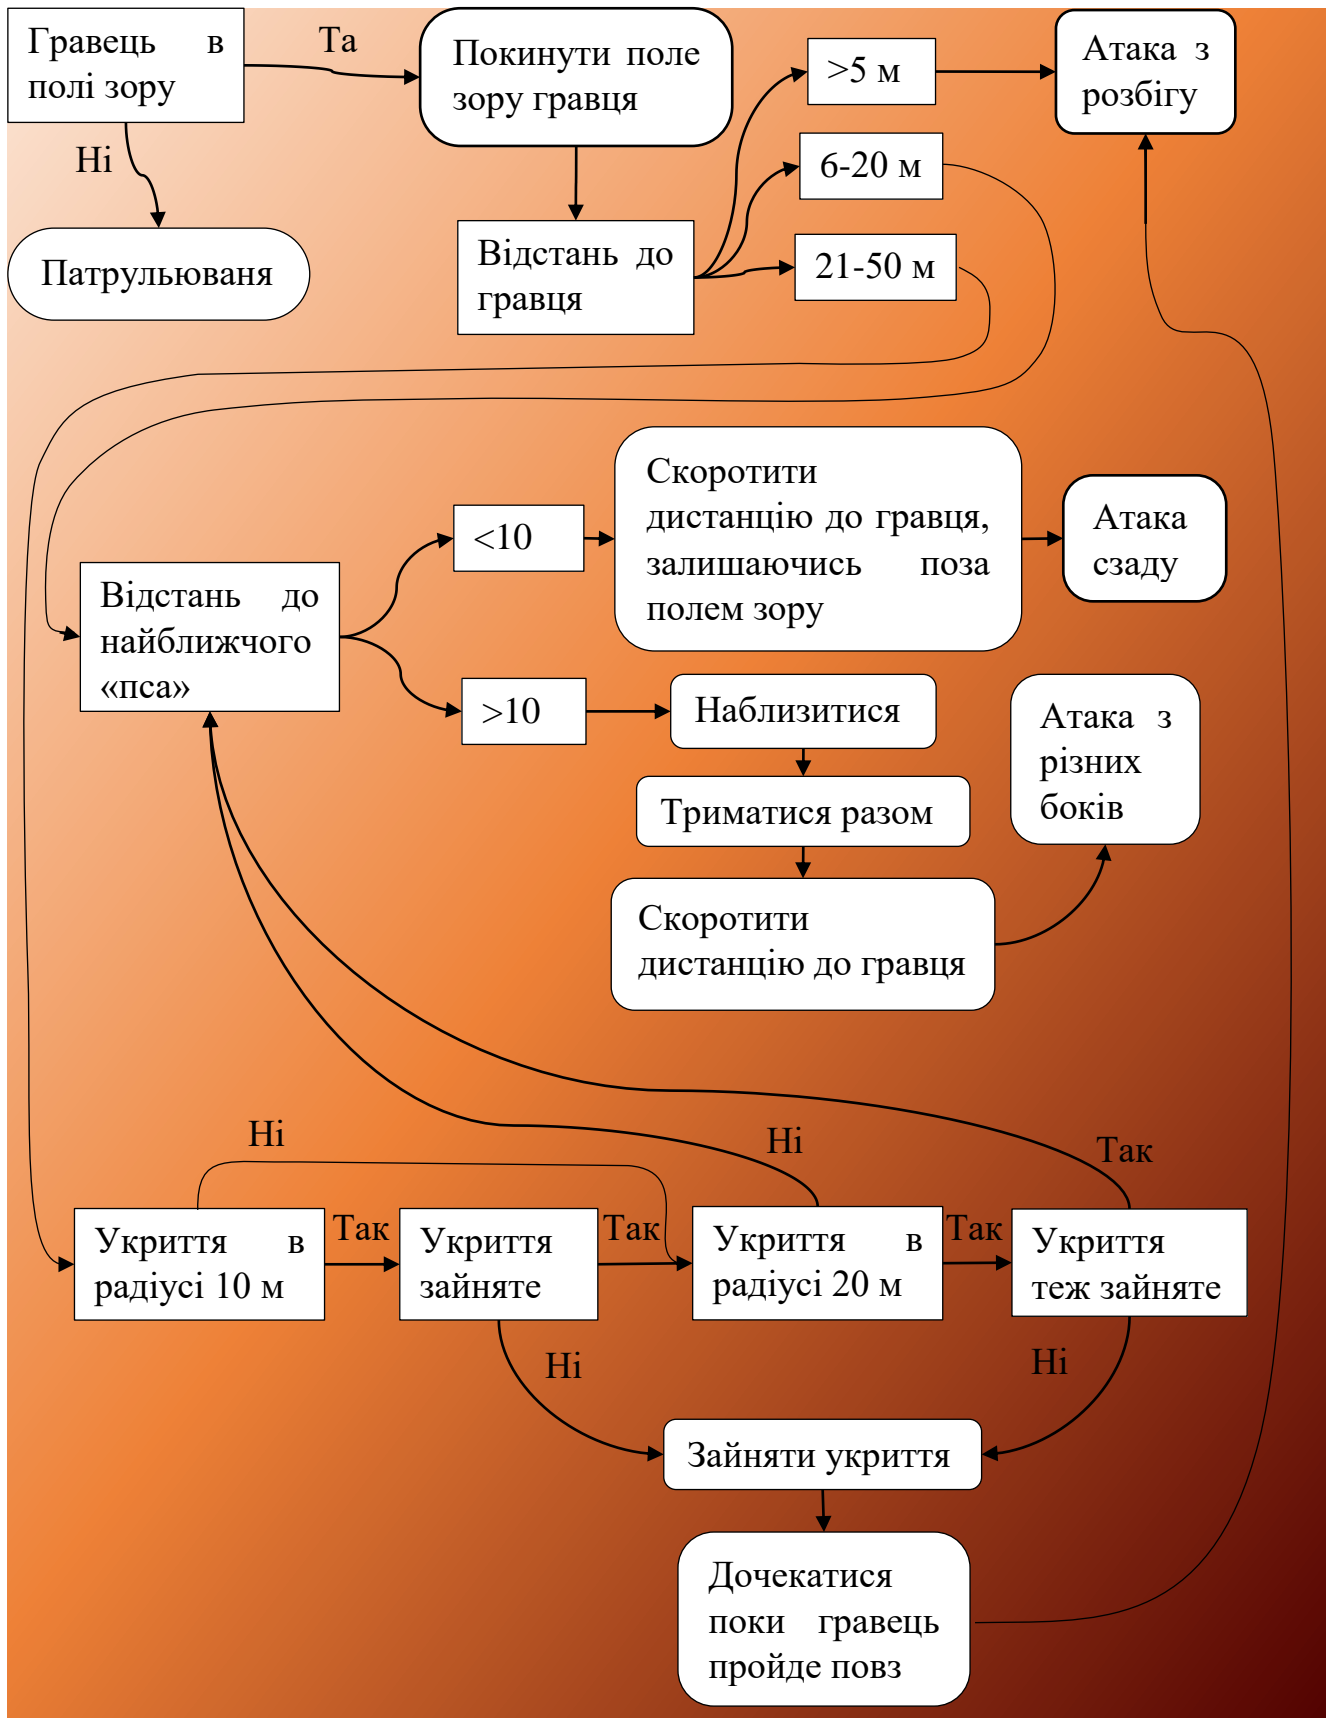 Гравець в
полі зору
Та
Ні
Патрульюваня
Покинути поле
зору гравця
Відстань до
гравця
>5 м
6-20 м
21-50 м
Атака з
розбігу
Відстань до
найближчого
«пса»
<10
Скоротити
дистанцію до гравця,
залишаючись поза
полем зору
Атака
сзаду
>10
Наблизитися
Триматися разом
Скоротити
дистанцію до гравця
Атака з
різних
боків
Ні
Ні
Так
Укриття в
радіусі 10 м
Так
Укриття
зайняте
Так
Укриття в
радіусі 20 м
Так
Укриття
теж зайняте
Ні
Ні
Зайняти укриття
Дочекатися
поки гравець
пройде повз